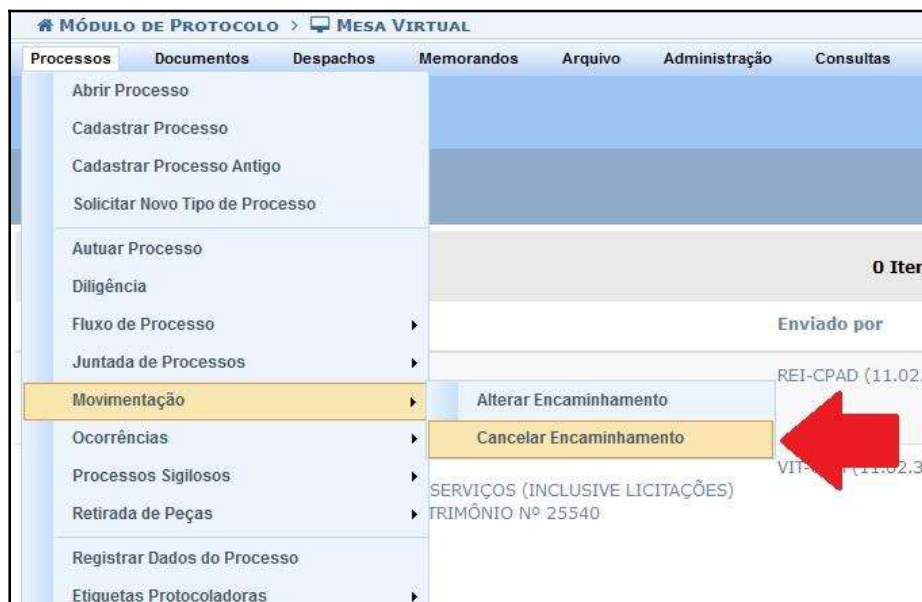 MÓDULO DE PROTOCOLO > MESA VIRTUAL
Processos Documentos Despachos Memorandos Arquivo Administração Consultas
Abrir Processo
Cadastrar Processo
Cadastrar Processo Antigo
Solicitar Novo Tipo de Processo
Autuar Processo
0 Iter
Diligência
Fluxo de Processo
Enviado por
Juntada de Processos
REI-CPAD (11.02.
Movimentação
Alterar Encaminhamento
Ocorrências
Cancelar Encaminhamento
Processos Sigilosos
VIT-
SERVIÇOS (INCLUSIVE LICITAÇÕES)
Retirada de Peças
TRIMÔNIO Nº 25540
Registrar Dados do Processo
Etiquetas Protocoladoras